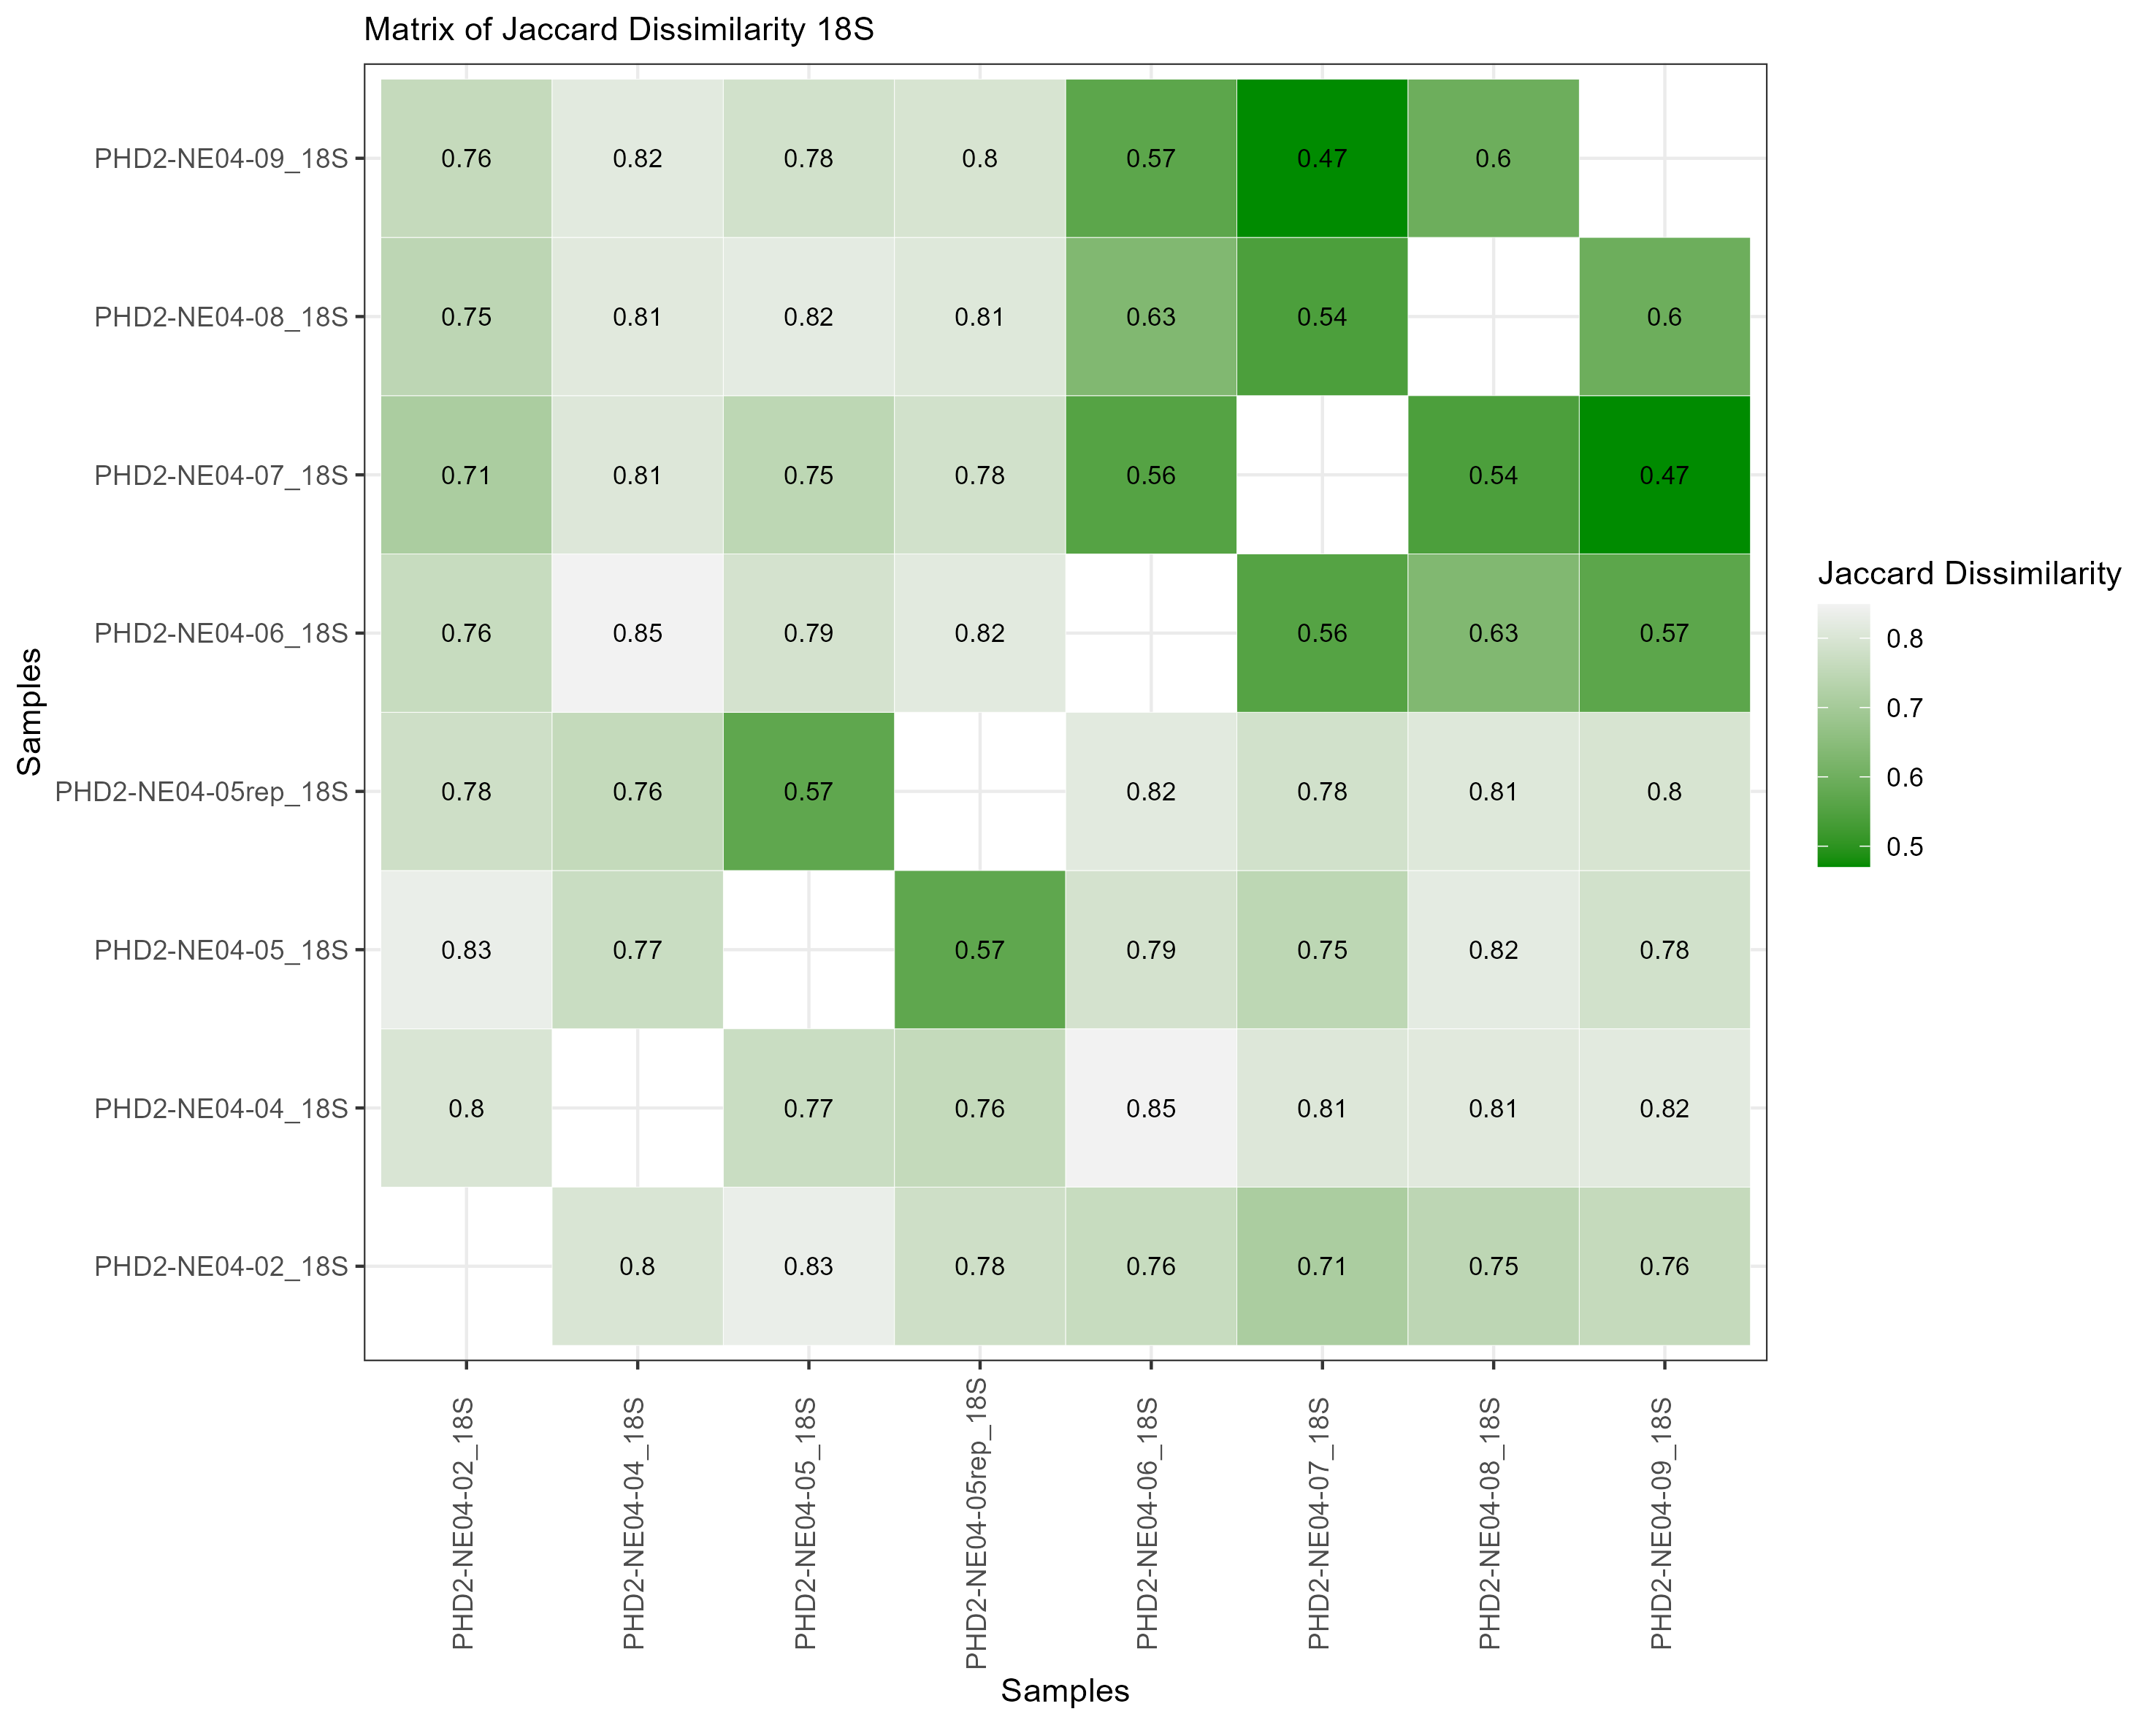 Matrix of Jaccard Dissimilarity 18S
Samples
PHD2-NE04-09_18S 0.76 0.82 0.78 0.8 0.57 0.47 0.6
PHD2-NE04-08_18S 0.75 0.81 0.82 0.81 0.63 0.54 0.6
PHD2-NE04-07_18S 0.71 0.81 0.75 0.78 0.56 0.54 0.47
PHD2-NE04-06_18S 0.76 0.85 0.79 0.82 0.56 0.63 0.57
PHD2-NE04-05rep_18S 0.78 0.76 0.57 0.82 0.78 0.81 0.8
PHD2-NE04-05_18S 0.83 0.77 0.57 0.79 0.75 0.82 0.78
PHD2-NE04-04_18S 0.8 0.77 0.76 0.85 0.81 0.81 0.82
PHD2-NE04-02_18S 0.8 0.83 0.78 0.76 0.71 0.75 0.76
PHD2-NE04-02_18S
PHD2-NE04-04_18S
PHD2-NE04-05_18S
PHD2-NE04-05rep_18S
PHD2-NE04-06_18S
PHD2-NE04-07_18S
PHD2-NE04-08_18S
PHD2-NE04-09_18S
Samples
Jaccard Dissimilarity
0.8
0.7
0.6
0.5